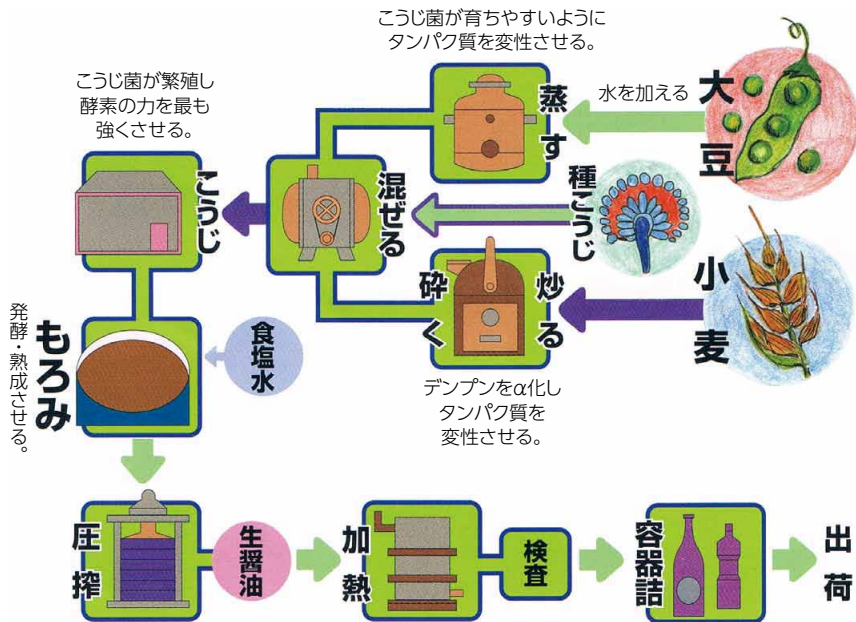 こうじ菌が育ちやすいように
タンパク質を変性させる。
大豆
水を加える
蒸す
こうじ菌が繁殖し
酵素の力を最も
強くさせる。
種こうじ
混ぜる
こうじ
小麦
炒る
砕く
デンプンをα化し
タンパク質を
変性させる。
食塩水
もろみ
発酵・熟成させる。
圧搾
生醤油
加熱
検査
容器詰
出荷